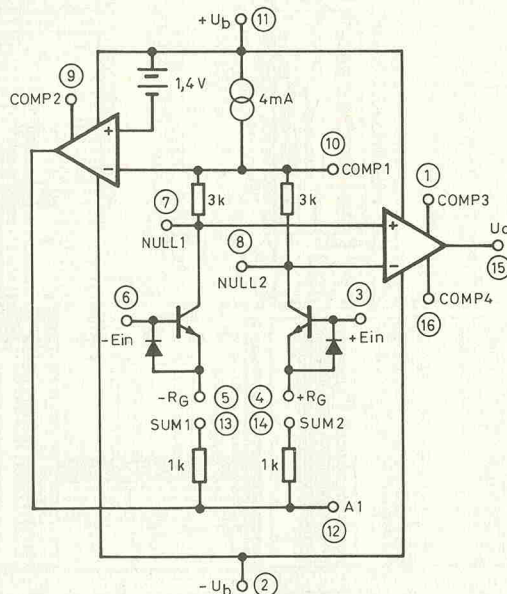 +Ub 11
9
1,4V
4mA
COMP2
+
-
10
COMP1
3k
3k
1
COMP3
7
NULL1
+
Uo
8
NULL2
-
15
6
3
COMP4
16
-Ein
+Ein
-RG 5 4 +RG
SUM1 13 14 SUM2
1k
1k
A1
12
-Ub 2